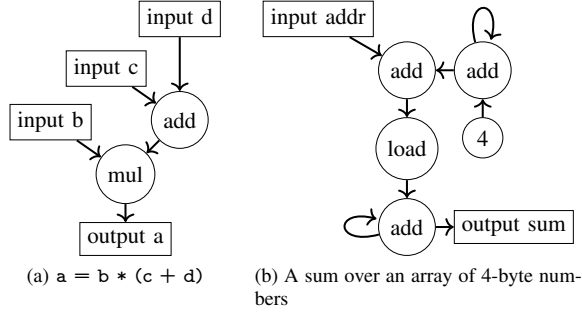 input d
input c
input b
add
mul
output a
(a) a = b * (c + d)
input addr
add
add
load
4
add
output sum
(b) A sum over an array of 4-byte num-
bers